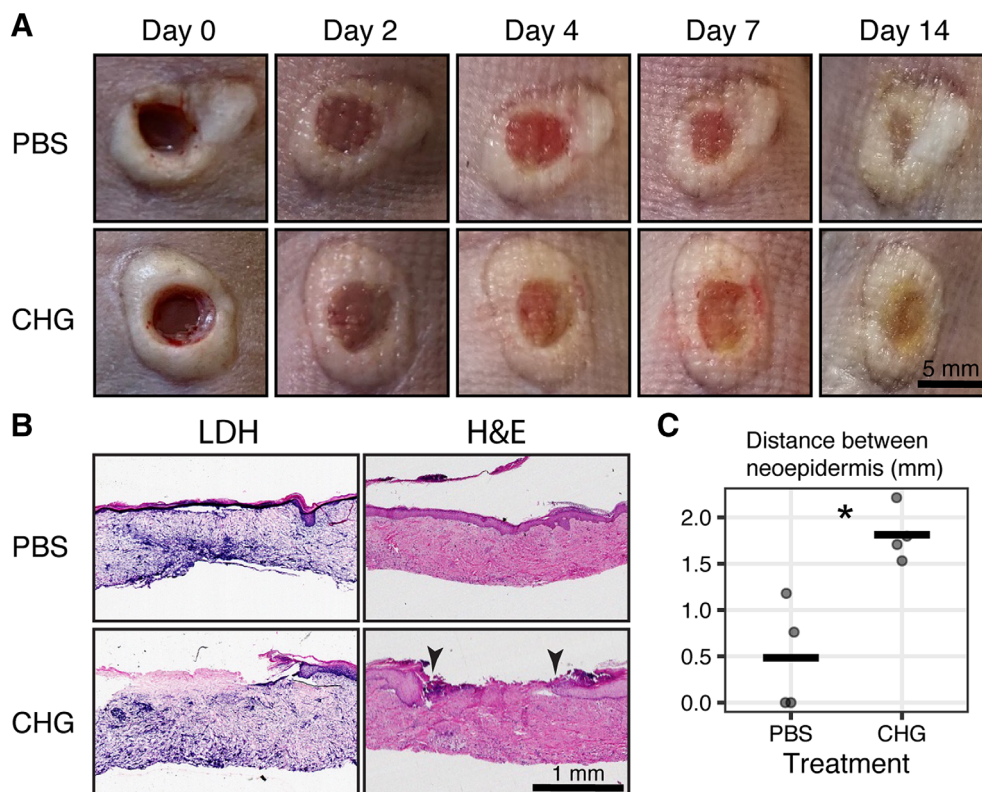 A
Day 0 Day 2 Day 4 Day 7 Day 14
PBS
CHG
5 mm
B
LDH H&E
PBS
CHG
1 mm
C
Distance between
neoepidermis (mm)
2.0
*
1.5
1.0
0.5
0.0
PBS CHG
Treatment